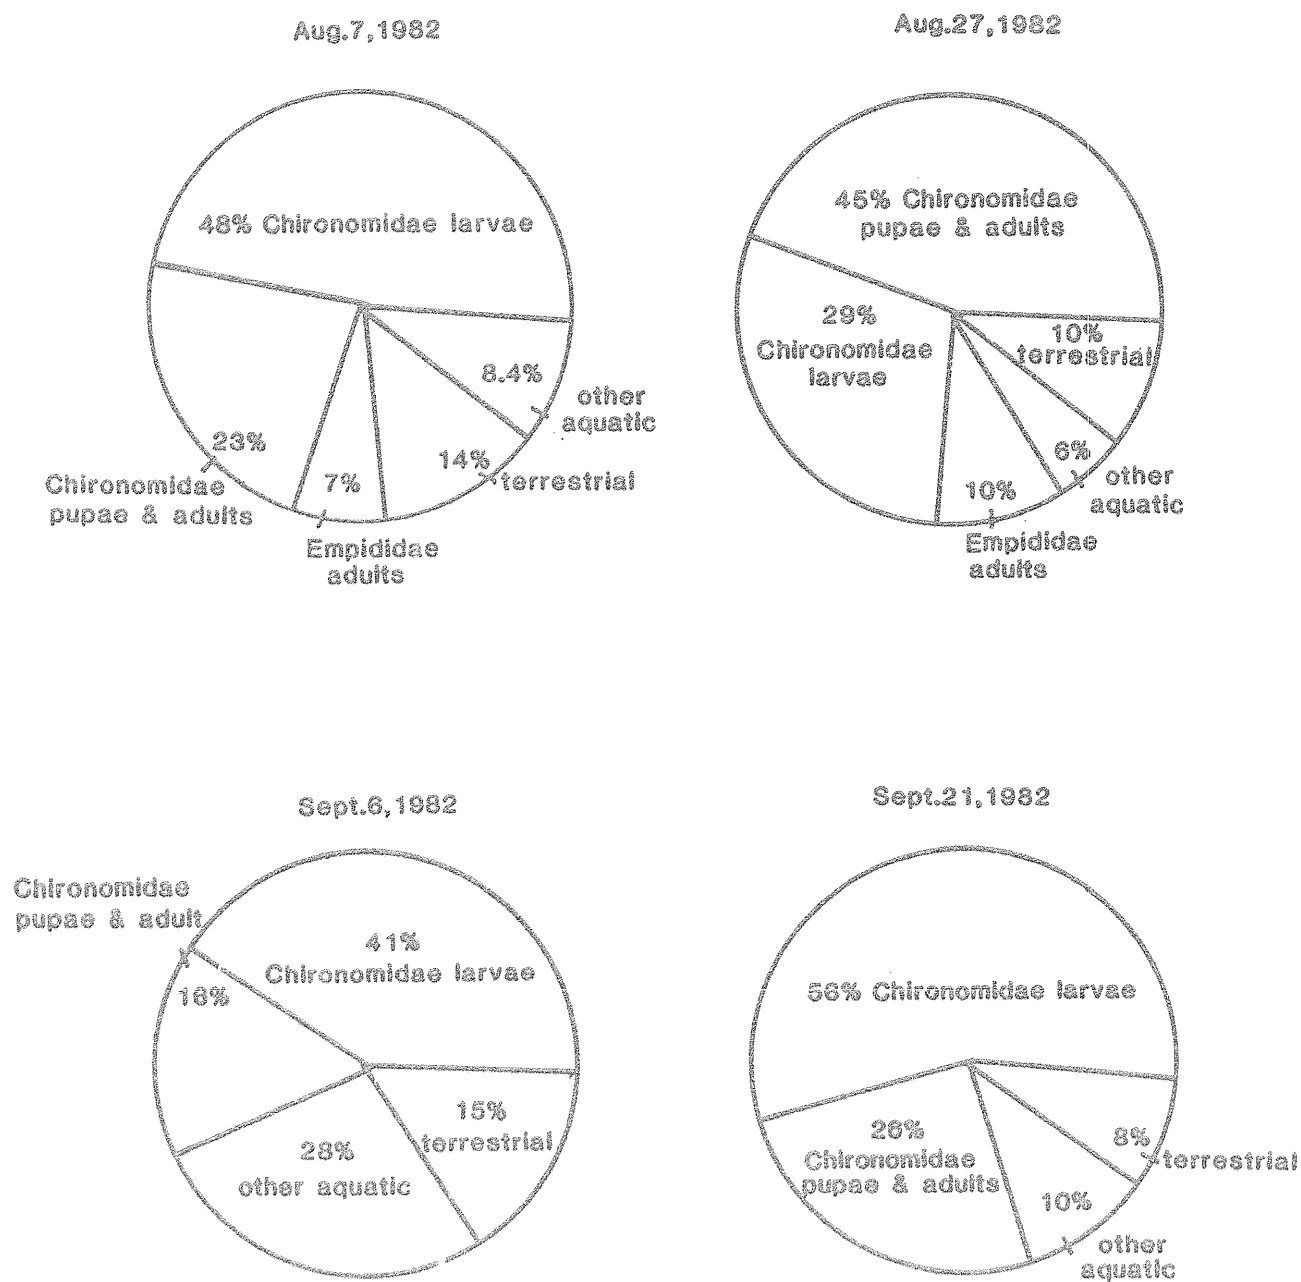 Aug.7,1982
48% Chironomidae larvae
8.4%
other
aquatic
14%
terrestrial
7%
Empididae
adults
23%
Chironomidae
pupae & adults
Aug.27,1982
45% Chironomidae
pupae & adults
10%
terrestrial
6%
other
aquatic
10%
Empididae
adults
29%
Chironomidae
larvae
Sept.6,1982
Chironomidae
pupae & adult
16%
41%
Chironomidae larvae
15%
terrestrial
28%
other aquatic
Sept.21,1982
56% Chironomidae larvae
8%
terrestrial
10%
other
aquatic
26%
Chironomidae
pupae & adults